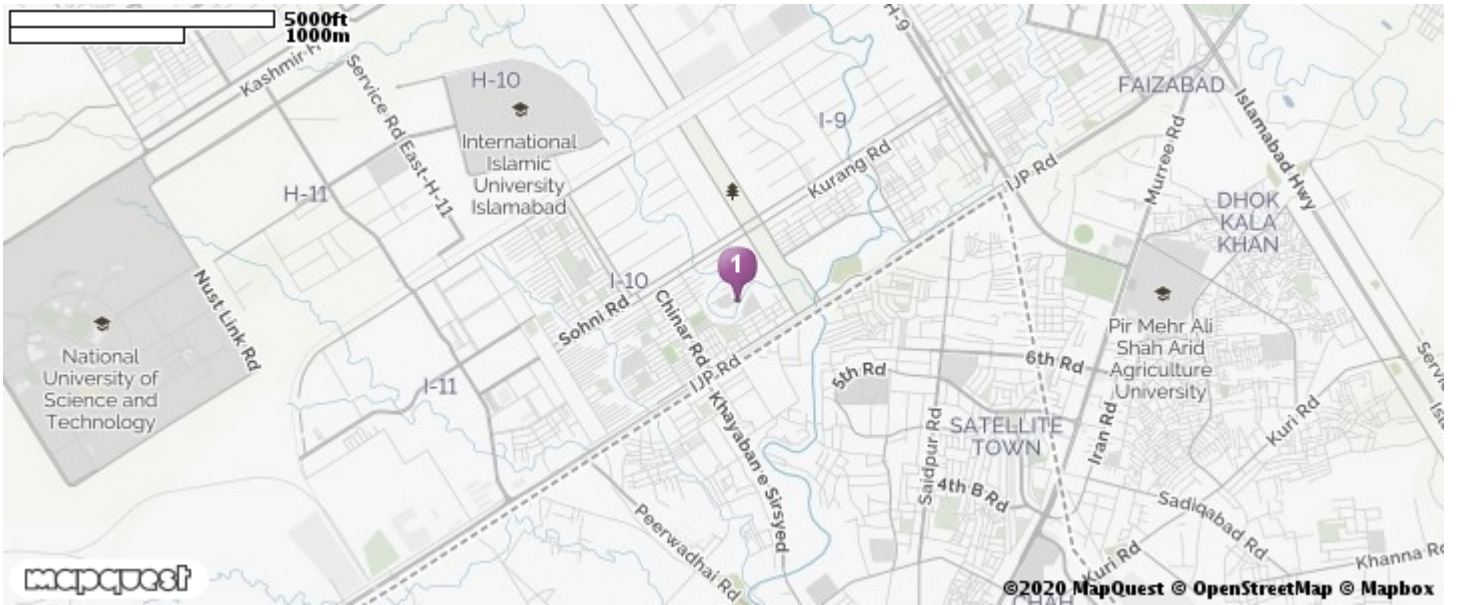 5000ft
1000m
Kashmir H
H-9
H-10
Service Rd East-H-11
International
Islamic
University
Islamabad
FAIZABAD
I-9
Islamabad Hwy
Kurang Rd
IJP Rd
Murree Rd
H-11
DHOK
KALA
KHAN
1
I-10
Nust Link Rd
Sohni Rd
Chinar Rd
National
University of
Science and
Technology
Pir Mehr Ali
Shah Arid
Agriculture
University
6th Rd
5th Rd
IJP Rd
I-11
Servic
Isla
Khayaban e Sirsyed
SATELLITE
TOWN
Saidpur Rd
Iran Rd
Kuri Rd
4th B Rd
Sadiqabad Rd
Peerwadhai Rd
Kuri Rd
Khanna Ro
mapquest
©2020 MapQuest © OpenStreetMap © Mapbox
CHAH